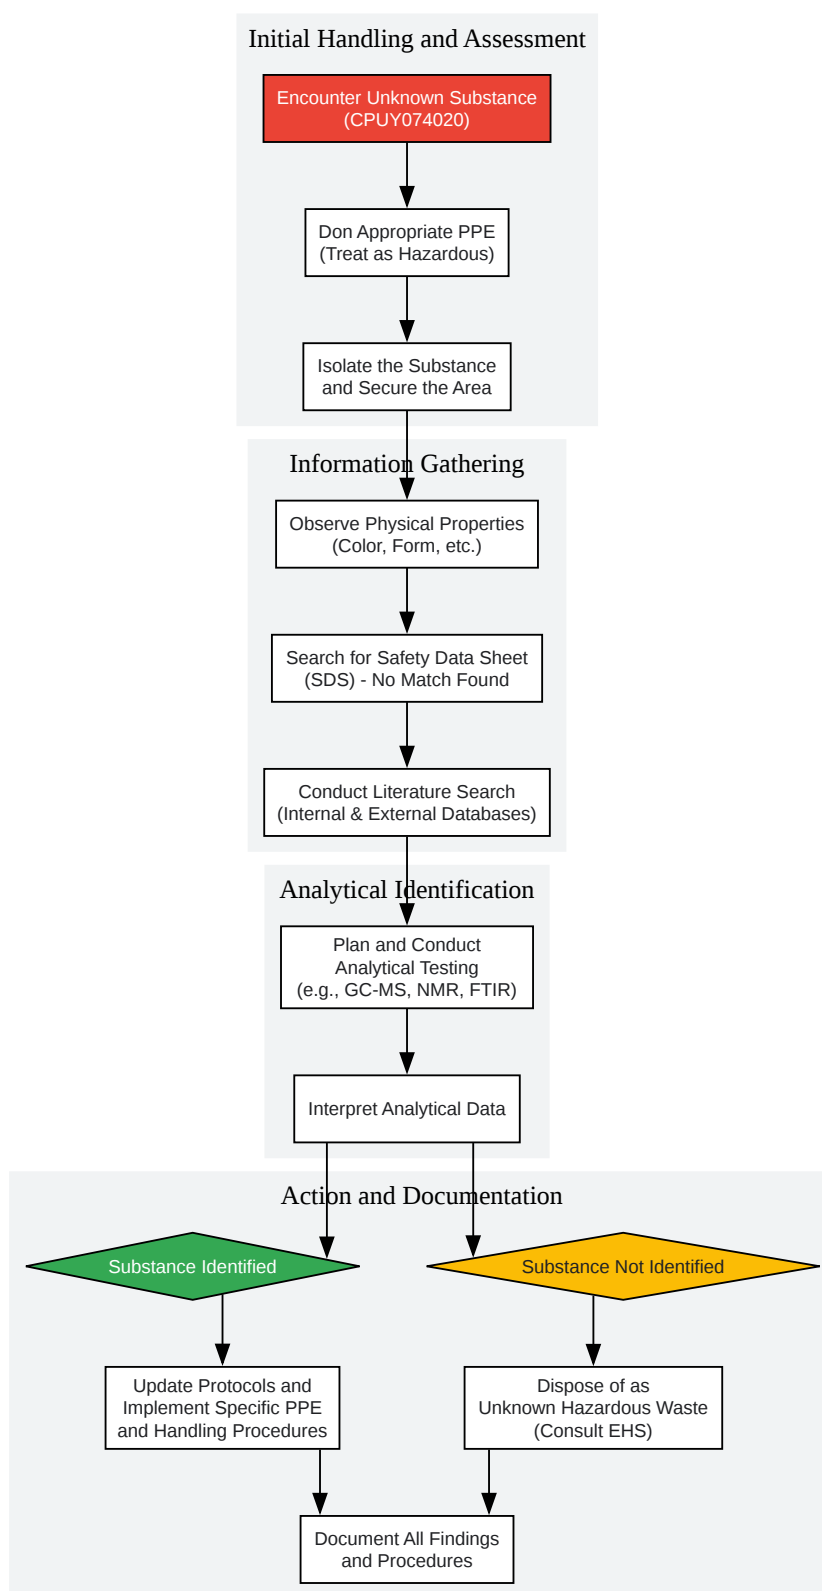 Initial Handling and Assessment
Encounter Unknown Substance
(CPUY074020)
Don Appropriate PPE
(Treat as Hazardous)
Isolate the Substance
and Secure the Area
Information Gathering
Observe Physical Properties
(Color, Form, etc.)
Search for Safety Data Sheet
(SDS) - No Match Found
Conduct Literature Search
(Internal & External Databases)
Analytical Identification
Plan and Conduct
Analytical Testing
(e.g., GC-MS, NMR, FTIR)
Interpret Analytical Data
Action and Documentation
Substance Identified
Substance Not Identified
Update Protocols and
Implement Specific PPE
and Handling Procedures
Dispose of as
Unknown Hazardous Waste
(Consult EHS)
Document All Findings
and Procedures